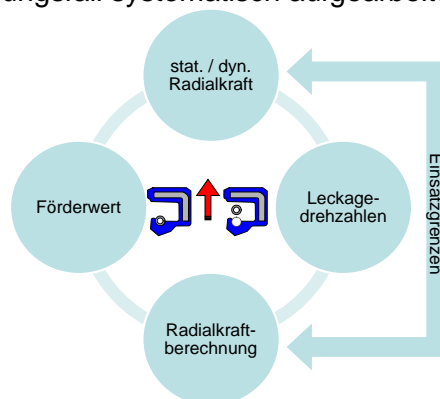 stat. / dyn.
Radialkraft
Förderwert
Leckage-
drehzahlen
Einsatzgrenzen
Radialkraft-
berechnung